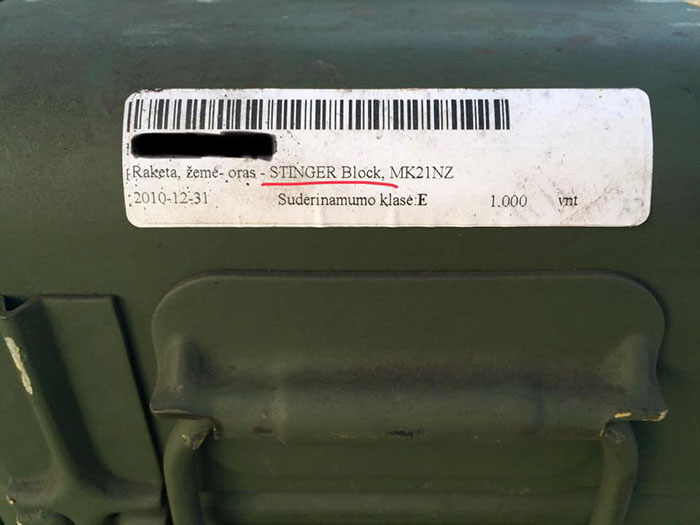 Raketa, žemė- oras - STINGER Block, MK21NZ
2010-12-31 Suderinamumo klasė:E 1.000 vnt